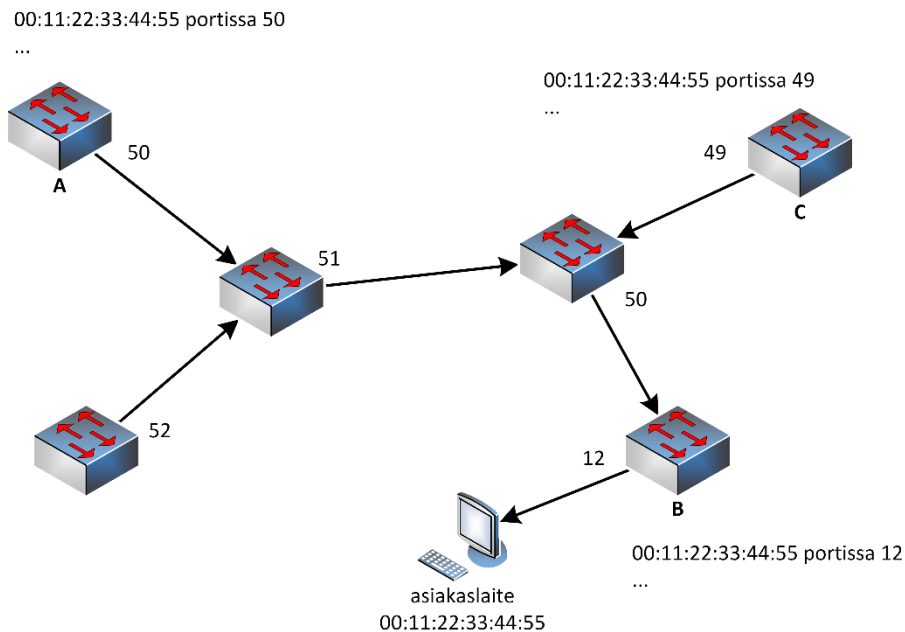 00:11:22:33:44:55 portissa 50
...
00:11:22:33:44:55 portissa 49
...
50
A
49
C
51
50
52
12
B
00:11:22:33:44:55 portissa 12
...
asiakaslaite
00:11:22:33:44:55